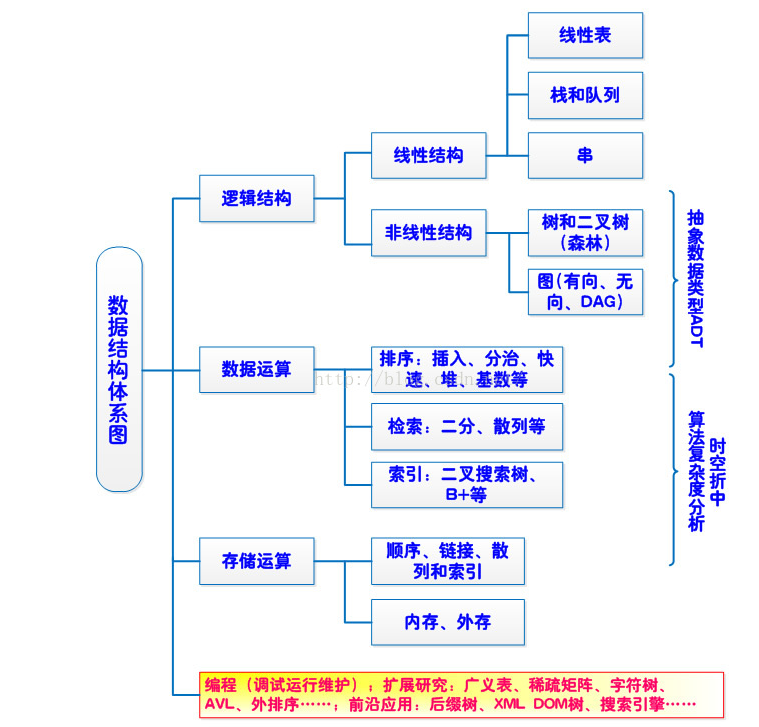 数据结构体系图
逻辑结构
线性结构
线性表
栈和队列
串
非线性结构
树和二叉树
(森林)
图(有向、无
向、DAG)
抽象数据类型ADT
数据运算
排序：插入、分治、快
速、堆、基数等
检索：二分、散列等
索引：二叉搜索树、
B+等
算法复杂度分析
时空折中
存储运算
顺序、链接、散
列和索引
内存、外存
编程（调试运行维护）；扩展研究：广义表、稀疏矩阵、字符树、
AVL、外排序……；前沿应用：后缀树、XML DOM树、搜索引擎……